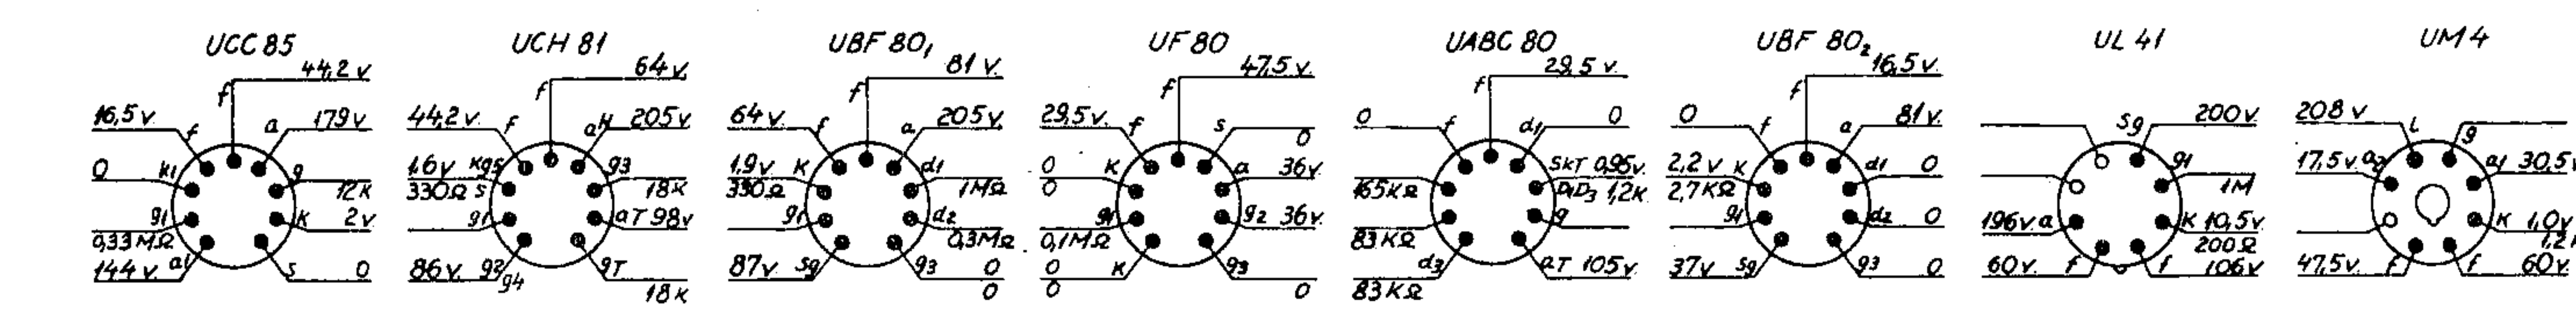 UCC 85
44,2 v
f
16,5 v
f
a
179 v
0
k1
g
12 K
g1
0,33 MΩ
K
2 v
144 v
a1
s
0
UCH 81
64 v
f
44,2 v
f
aH
205 v
1,6 v
Kg5
330 Ω
s
g3
18 K
g1
aT
98 v
86 v
g2
g4
gT
18 K
UBF 80,
81 v
f
64 v
f
a
205 v
1,9 v
K
330 Ω
d1
1 MΩ
g1
d2
0,3 MΩ
87 v
sg
g3
0
0
UF 80
47,5 v.
f
29,5 v.
f
s
0
0
K
0
a
36 v
g1
0,1 MΩ
g2
36 v
0
K
0
g3
0
UABC 80
29,5 v.
f
0
f
d1
0
165 KΩ
SKT
0,95 v.
D1D3
1,2 K
83 KΩ
g
d3
83 KΩ
aT
105 v.
UBF 80₂
16,5 v.
f
0
f
a
81 v
2,2 v
K
2,7 KΩ
d1
0
g1
d2
0
37 v
sg
g3
0
UL 41
sg
200 v
g1
1 M
196 v
a
K
10,5 v
200 Ω
60 v.
f
f
106 v
UM 4
208 v
l
g
17,5 v
a2
a1
30,5
K
1,0 v
1,2
47,5 v.
f
f
60 v.